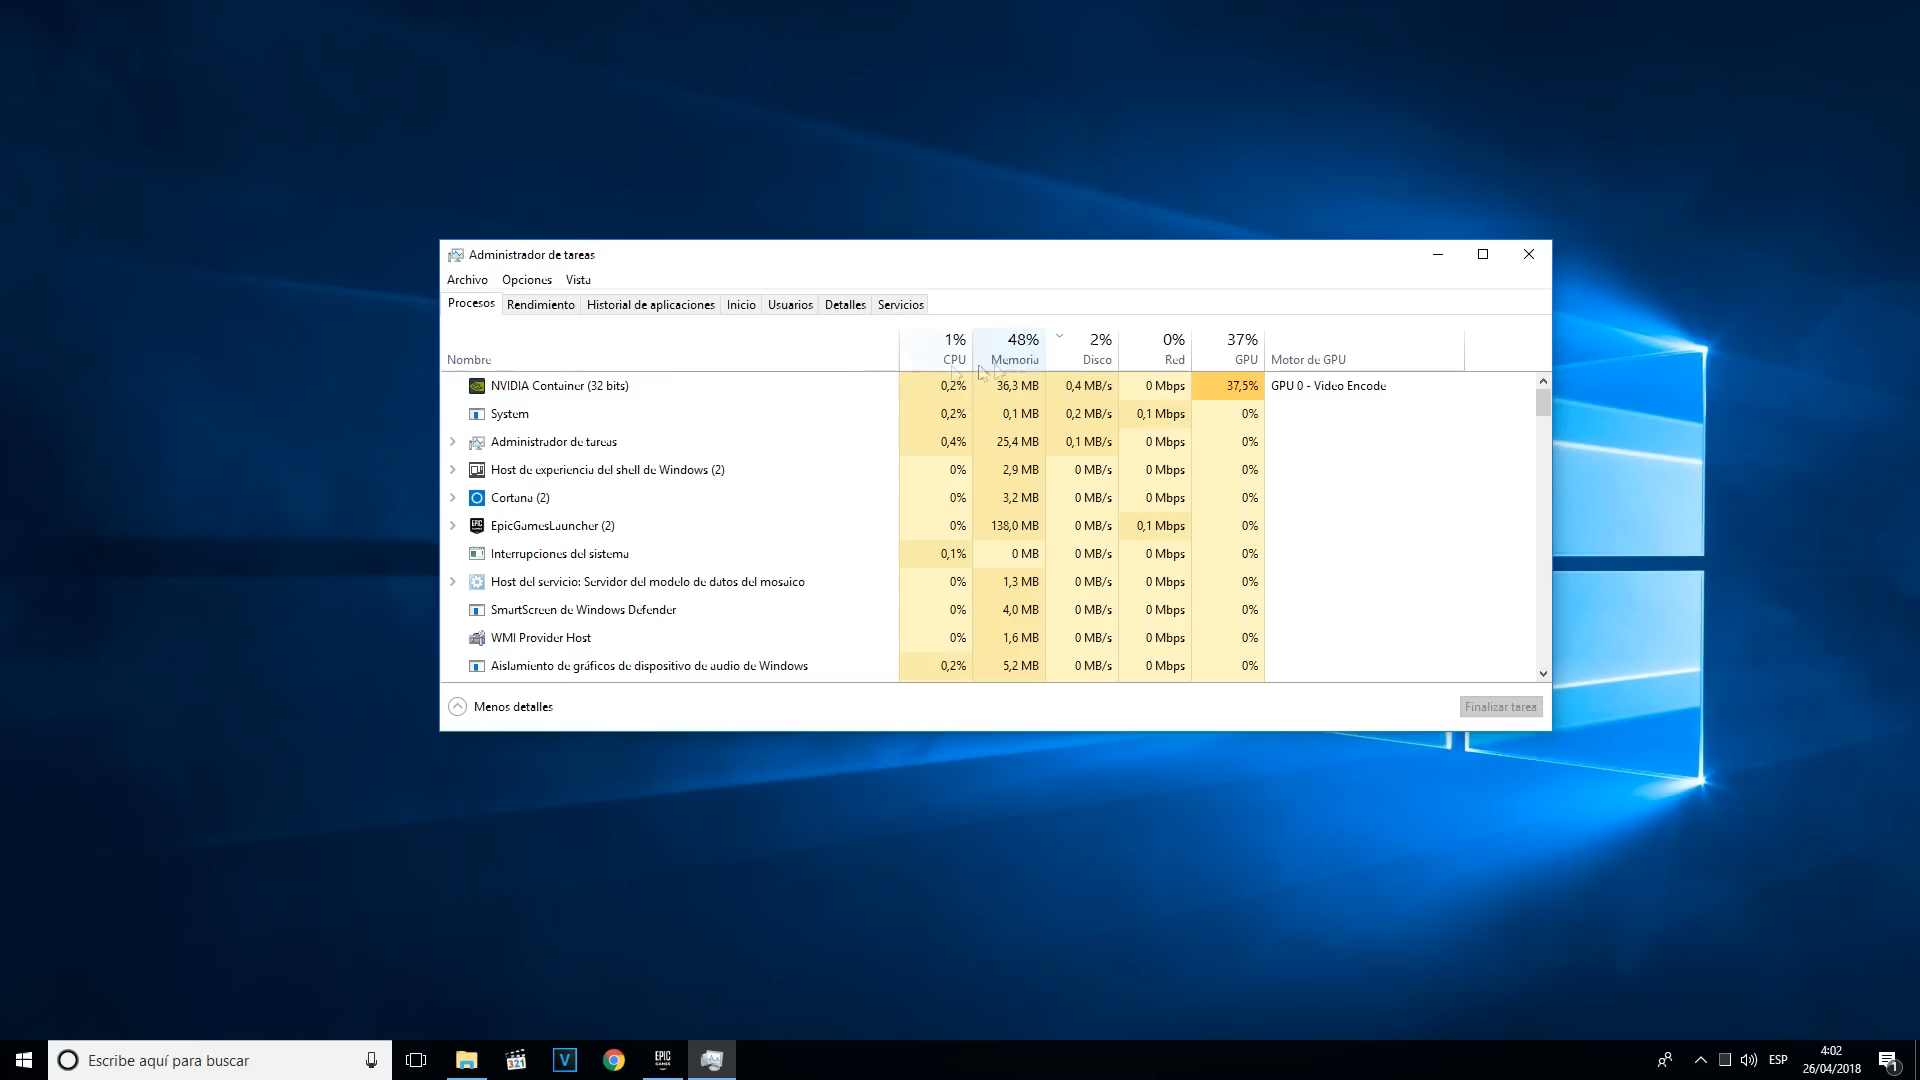 Administrador de tareas
Archivo Opciones Vista
Procesos Rendimiento Historial de aplicaciones Inicio Usuarios Detalles Servicios
1% 48% 2% 0% 37%
Nombre CPU Memoria Disco Red GPU Motor de GPU
NVIDIA Container (32 bits) 0,2% 36,3 MB 0,4 MB/s 0 Mbps 37,5% GPU 0 - Video Encode
System 0,2% 0,1 MB 0,2 MB/s 0,1 Mbps 0%
Administrador de tareas 0,4% 25,4 MB 0,1 MB/s 0 Mbps 0%
Host de experiencia del shell de Windows (2) 0% 2,9 MB 0 MB/s 0 Mbps 0%
Cortana (2) 0% 3,2 MB 0 MB/s 0 Mbps 0%
EpicGamesLauncher (2) 0% 138,0 MB 0 MB/s 0,1 Mbps 0%
Interrupciones del sistema 0,1% 0 MB 0 MB/s 0 Mbps 0%
Host del servicio: Servidor del modelo de datos del mosaico 0% 1,3 MB 0 MB/s 0 Mbps 0%
SmartScreen de Windows Defender 0% 4,0 MB 0 MB/s 0 Mbps 0%
WMI Provider Host 0% 1,6 MB 0 MB/s 0 Mbps 0%
Aislamiento de gráficos de dispositivo de audio de Windows 0,2% 5,2 MB 0 MB/s 0 Mbps 0%
Menos detalles Finalizar tarea
Escribe aquí para buscar
321
V
EPIC
GAMES
ESP
4:02
26/04/2018
1